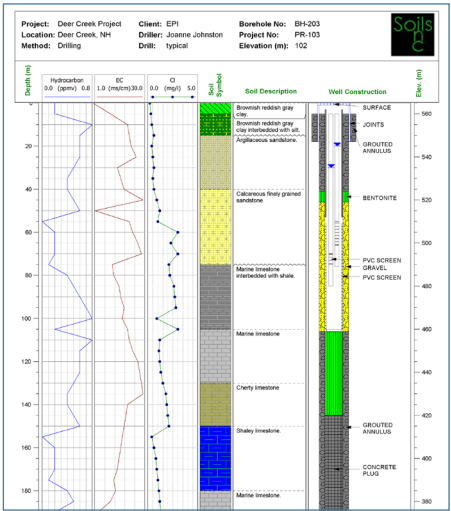 Project: Deer Creek Project Client: EPI Borehole No: BH-203
Location: Deer Creek, NH Driller: Joanne Johnston Project No: PR-103
Method: Drilling Drill: typical Elevation (m): 102
Soils
Inc
Depth (m)
Hydrocarbon
0.0 (ppmv) 0.8
EC
1.0 (ms/cm)30.0
Cl
0.0 (mg/l) 5.0
Soil
Symbol
Soil Description
Well Construction
Elev. (m)
0
20
40
60
80
100
120
140
160
180
Brownish reddish gray
clay.
Brownish reddish gray
clay interbedded with silt.
Argillaceous sandstone.
Calcareous finely grained
sandstone
Marine limestone
interbedded with shale.
Marine limestone
Cherty limestone
Shaley limestone.
Marine limestone.
SURFACE
JOINTS
GROUTED
ANNULUS
BENTONITE
PVC SCREEN
GRAVEL
PVC SCREEN
GROUTED
ANNULUS
CONCRETE
PLUG
560
540
520
500
480
460
440
420
400
380